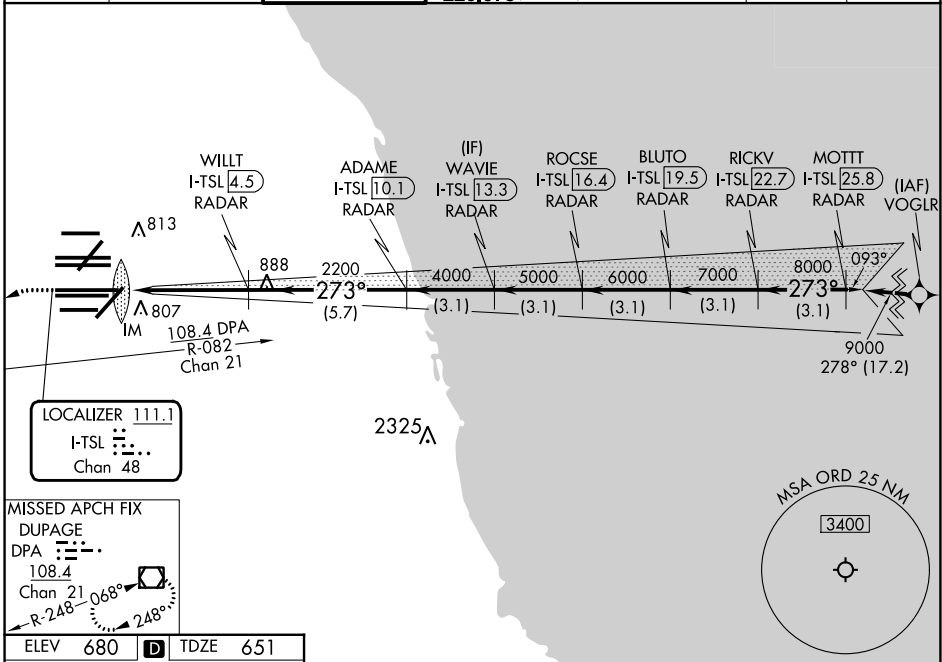 WILLT
I-TSL 4.5
RADAR
ADAME
I-TSL 10.1
RADAR
(IF)
WAVIE
I-TSL 13.3
RADAR
ROCSE
I-TSL 16.4
RADAR
BLUTO
I-TSL 19.5
RADAR
RICKV
I-TSL 22.7
RADAR
MOTTT
I-TSL 25.8
RADAR
(IAF)
VOGLR
813
888
2200
4000
5000
6000
7000
8000
093°
273°
273°
(5.7)
(3.1)
(3.1)
(3.1)
(3.1)
(3.1)
807
IM
108.4 DPA
R-082
Chan 21
9000
278° (17.2)
LOCALIZER 111.1
I-TSL
Chan 48
2325
MISSED APCH FIX
DUPAGE
DPA
108.4
Chan 21
R-248
068°
248°
MSA ORD 25 NM
3400
ELEV 680 D TDZE 651